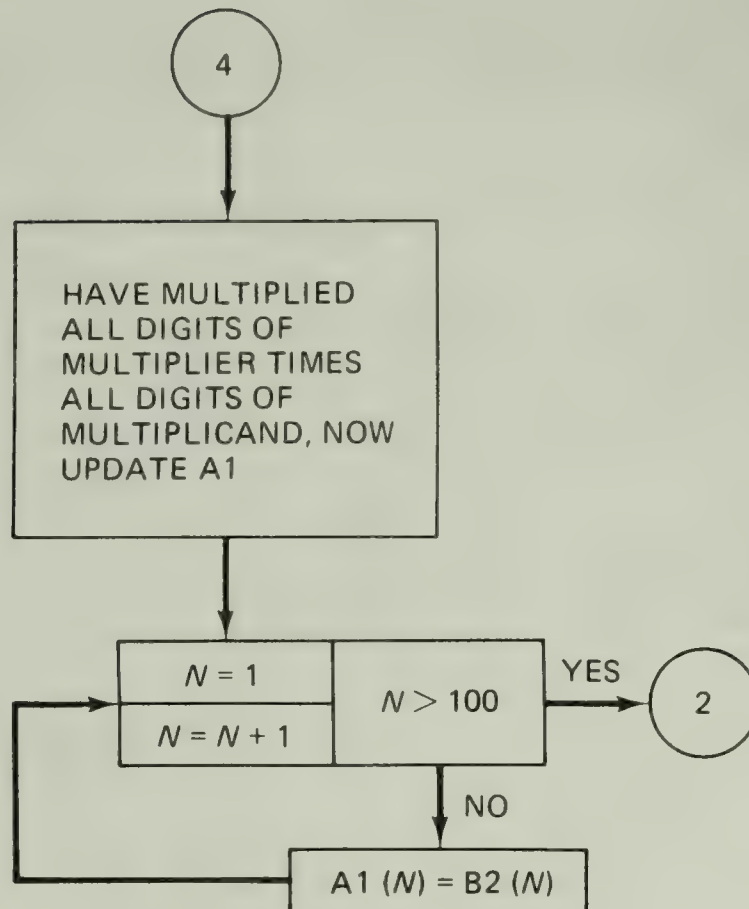 4
HAVE MULTIPLIED
ALL DIGITS OF
MULTIPLIER TIMES
ALL DIGITS OF
MULTIPLICAND, NOW
UPDATE A1
N = 1
N > 100
YES
2
N = N + 1
NO
A1 (N) = B2 (N)